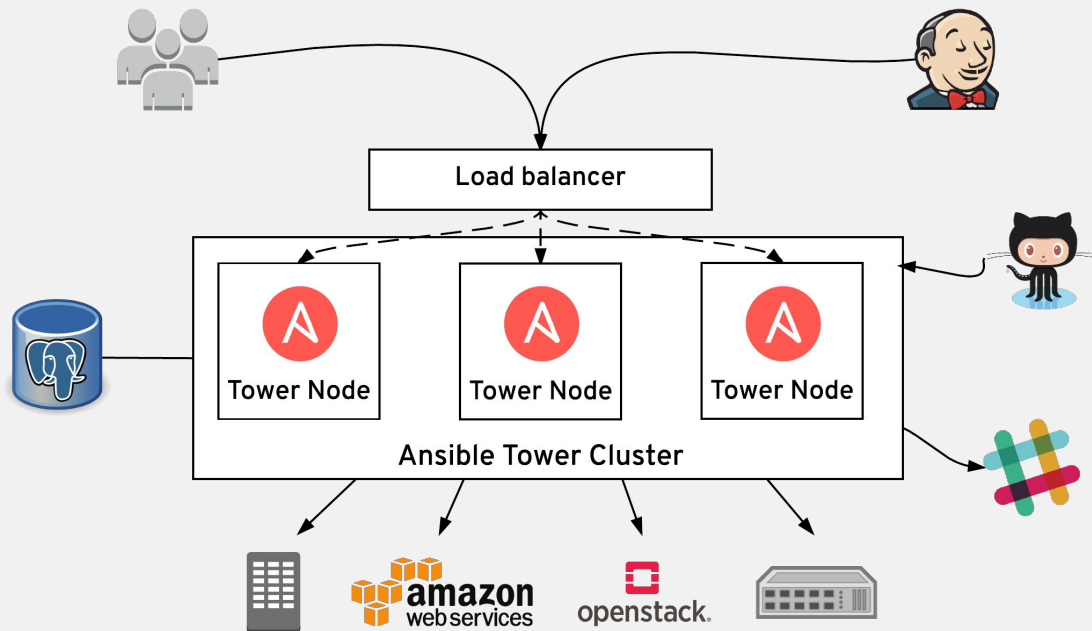 Load balancer
Tower Node
Tower Node
Tower Node
Ansible Tower Cluster
amazon
web services
openstack.